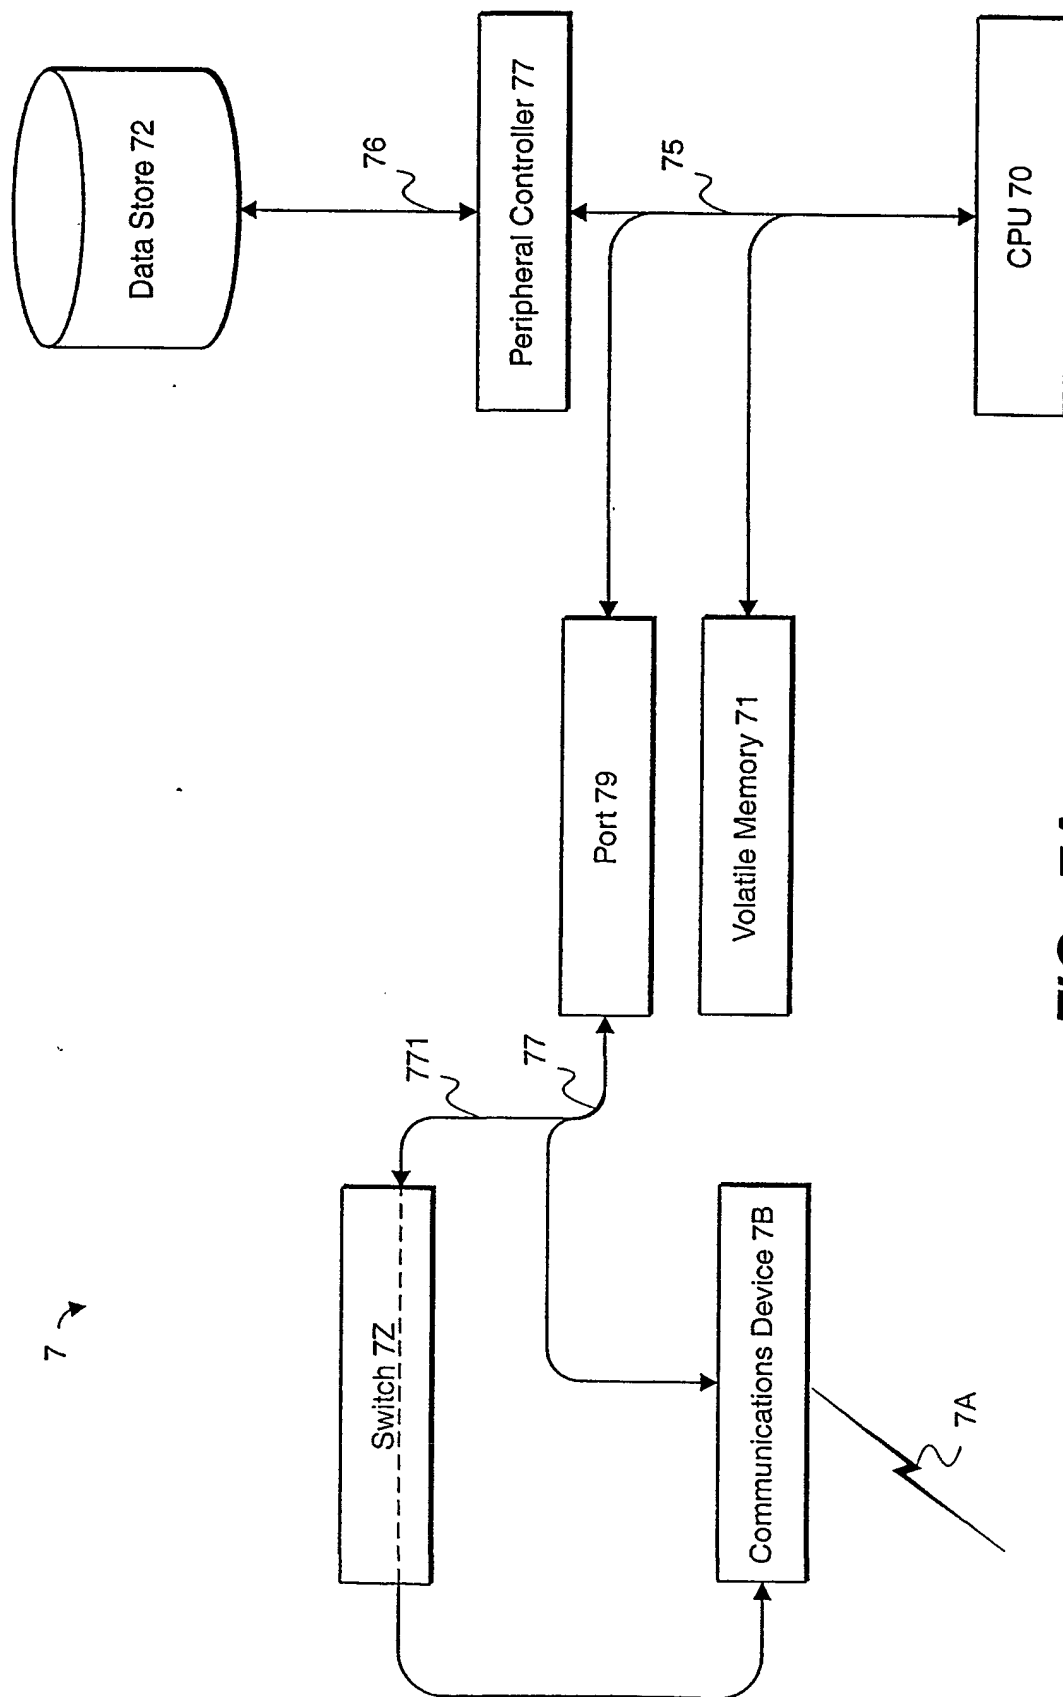 7
Data Store 72
76
Switch 7Z
771
Peripheral Controller 77
77
Port 79
75
Volatile Memory 71
Communications Device 7B
7A
CPU 70
FIG.